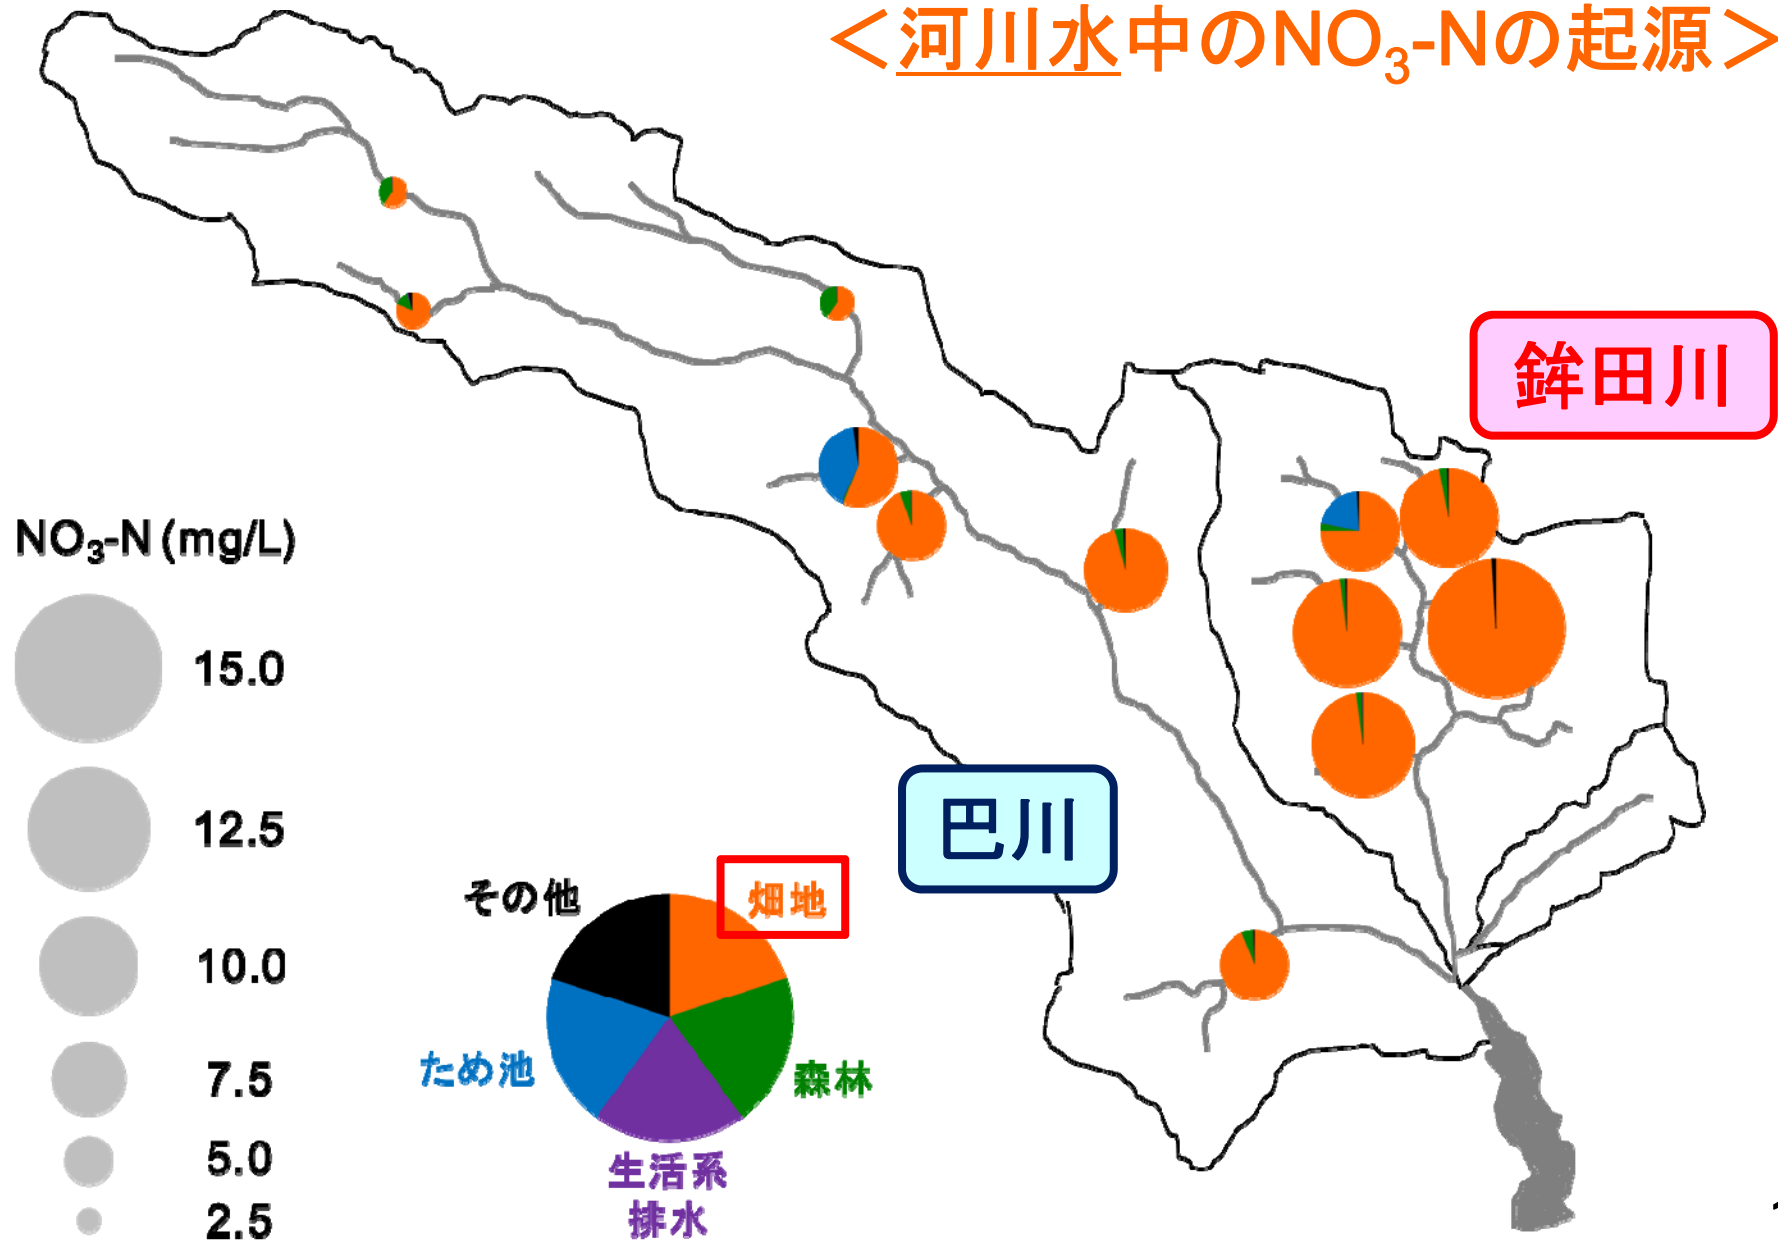 ＜河川水中のNO₃-Nの起源＞
鉾田川
NO₃-N (mg/L)
15.0
12.5
10.0
7.5
5.0
2.5
巴川
その他
畑地
ため池
森林
生活系
排水